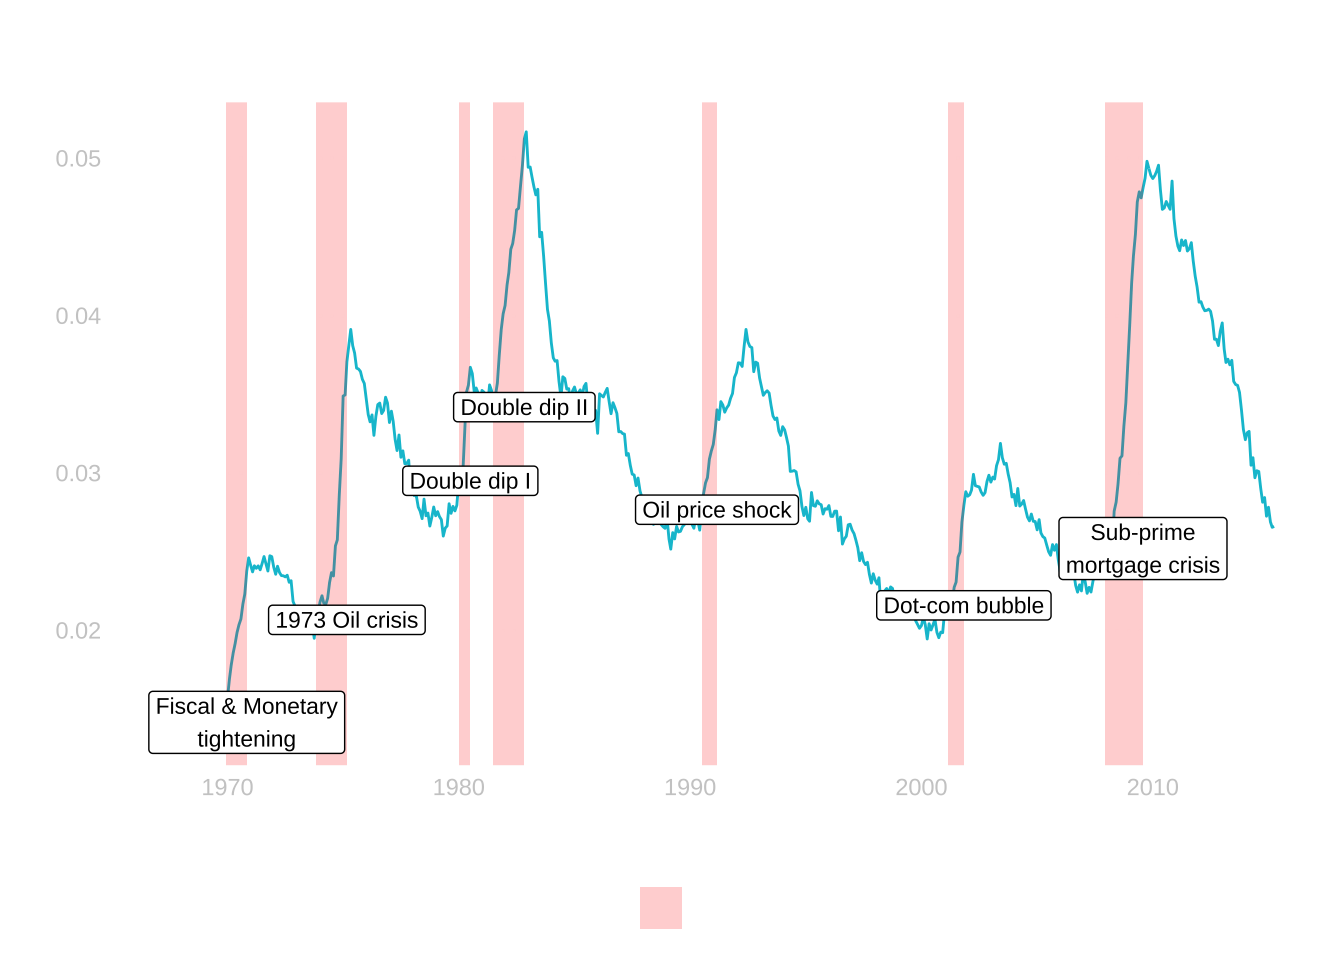 0.05
0.04
0.03
0.02
Double dip II
Double dip I
Oil price shock
Sub-prime
mortgage crisis
Dot-com bubble
1973 Oil crisis
Fiscal & Monetary
tightening
1970
1980
1990
2000
2010